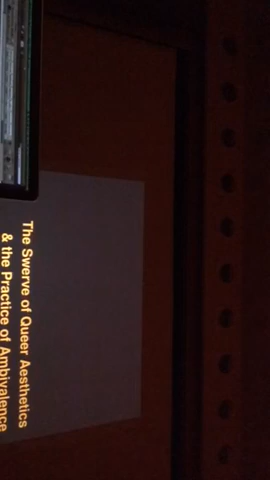 The Swerve of Queer Aesthetics
& the Practice of Ambivalence